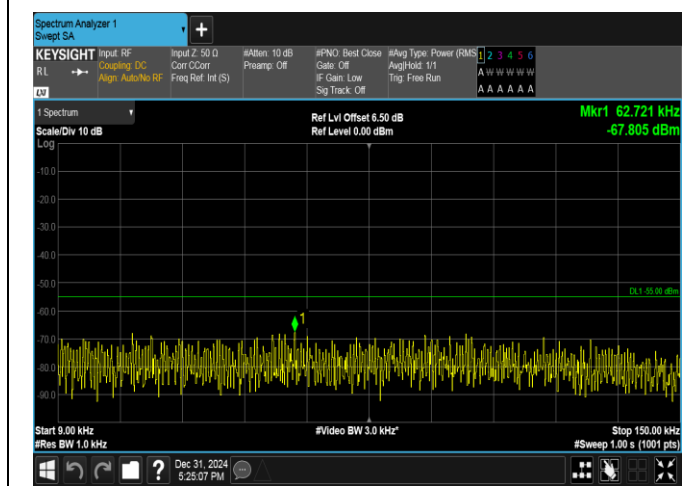 Spectrum Analyzer 1
Swept SA
+
KEYSIGHT Input: RF Input Z: 50 Ω #Atten: 10 dB #PNO: Best Close #Avg Type: Power (RMS 1 2 3 4 5 6
RL Coupling: DC Corr CCorr Preamp: Off Gate: Off Avg|Hold: 1/1 A W W W W W
Align: Auto/No RF Freq Ref: Int (S) IF Gain: Low Trig: Free Run
LXI Sig Track: Off A A A A A A
1 Spectrum Ref Lvl Offset 6.50 dB Mkr1 62.721 kHz
Scale/Div 10 dB Ref Level 0.00 dBm -67.805 dBm
Log
-10.0
-20.0
-30.0
-40.0
-50.0
DL1 -55.00 dBm
-60.0
1
-70.0
-80.0
-90.0
Start 9.00 kHz #Video BW 3.0 kHz* Stop 150.00 kHz
#Res BW 1.0 kHz #Sweep 1.00 s (1001 pts)
? Dec 31, 2024
5:25:07 PM